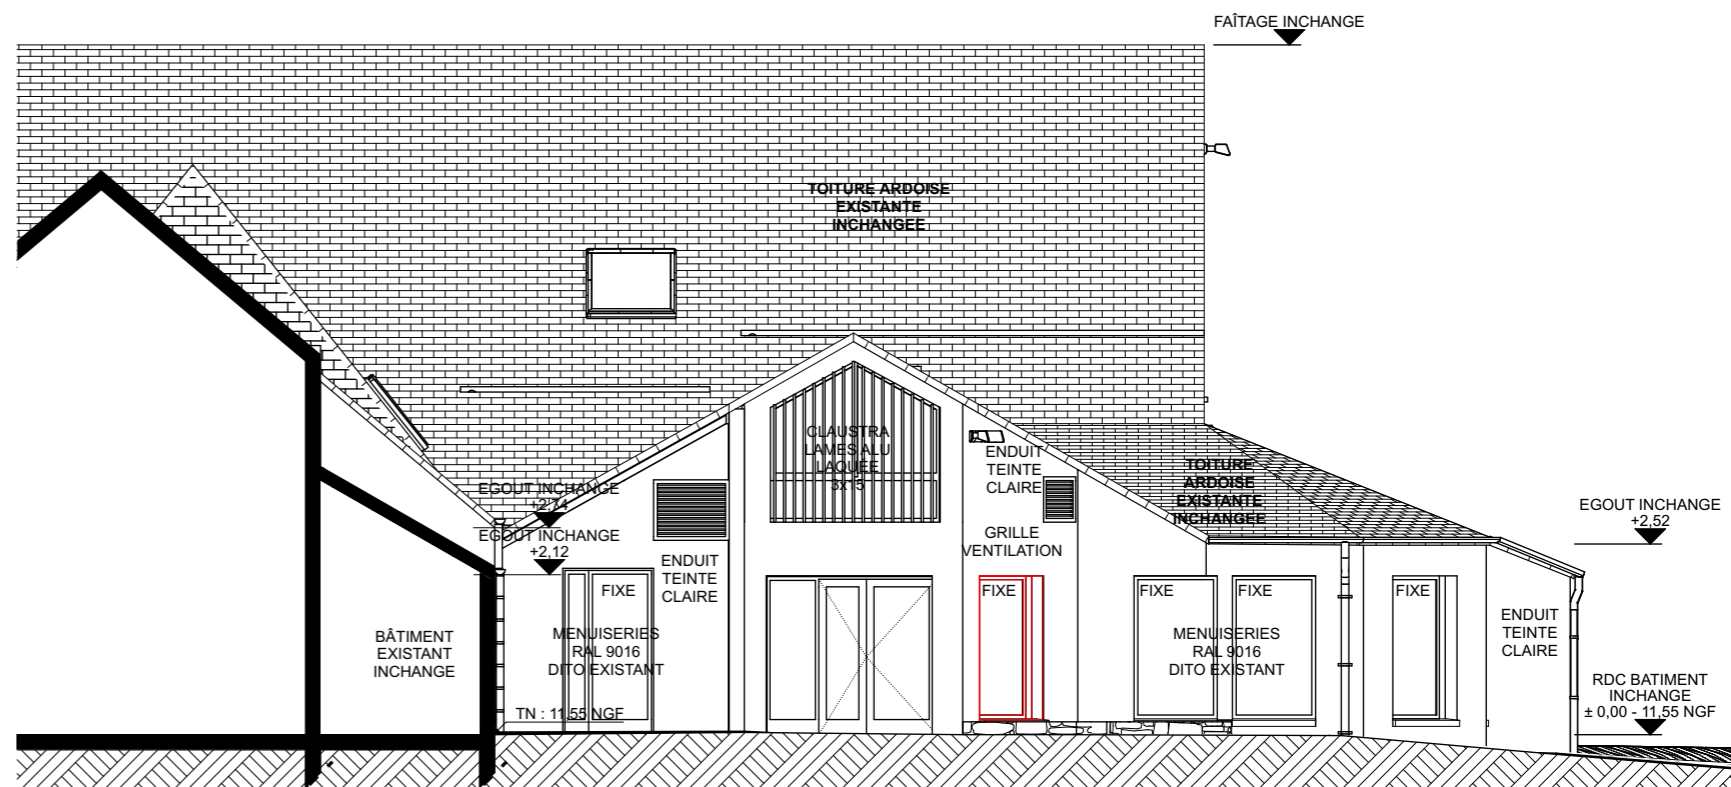 FAÎTAGE INCHANGE
TOITURE ARDOISE
EXISTANTE
INCHANGEE
CLAUSTRA
LAMES ALU
LAQUÉE
3x15
ENDUIT
TEINTE
CLAIRE
TOITURE
ARDOISE
EXISTANTE
INCHANGEE
EGOUT INCHANGE
+2,74
EGOUT INCHANGE
+2,12
EGOUT INCHANGE
+2,52
GRILLE
VENTILATION
ENDUIT
TEINTE
CLAIRE
FIXE
FIXE
FIXE
FIXE
FIXE
BÂTIMENT
EXISTANT
INCHANGE
MENUISERIES
RAL 9016
DITO EXISTANT
MENUISERIES
RAL 9016
DITO EXISTANT
ENDUIT
TEINTE
CLAIRE
TN : 11.55 NGF
RDC BATIMENT
INCHANGE
± 0,00 - 11,55 NGF